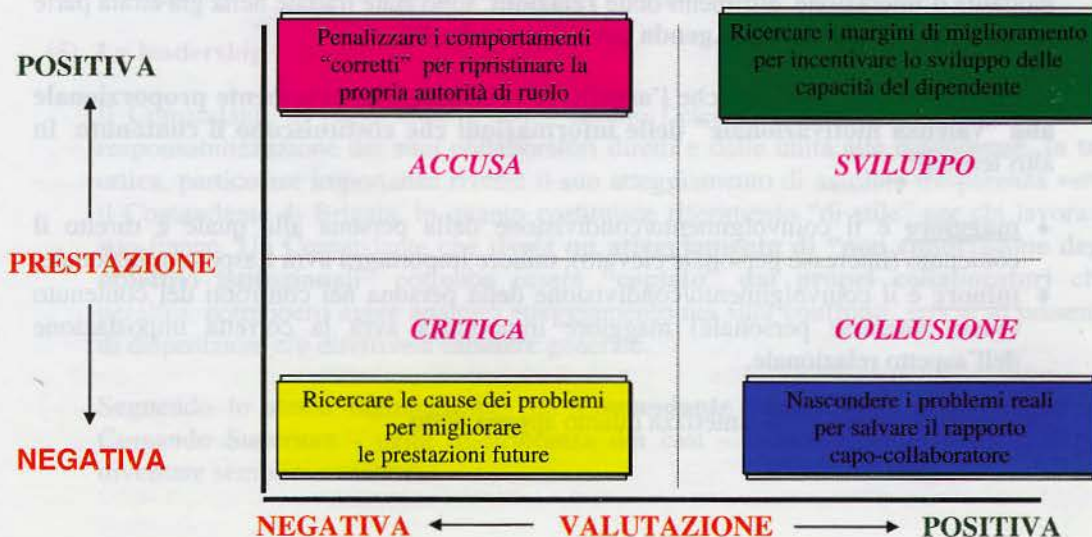 POSITIVA
Penalizzare i comportamenti
“corretti” per ripristinare la
propria autorità di ruolo
ACCUSA
Ricercare i margini di miglioramento
per incentivare lo sviluppo delle
capacità del dipendente
SVILUPPO
PRESTAZIONE
CRITICA
Ricercare le cause dei problemi
per migliorare
le prestazioni future
COLLUSIONE
Nascondere i problemi reali
per salvare il rapporto
capo-collaboratore
NEGATIVA
NEGATIVA VALUTAZIONE POSITIVA